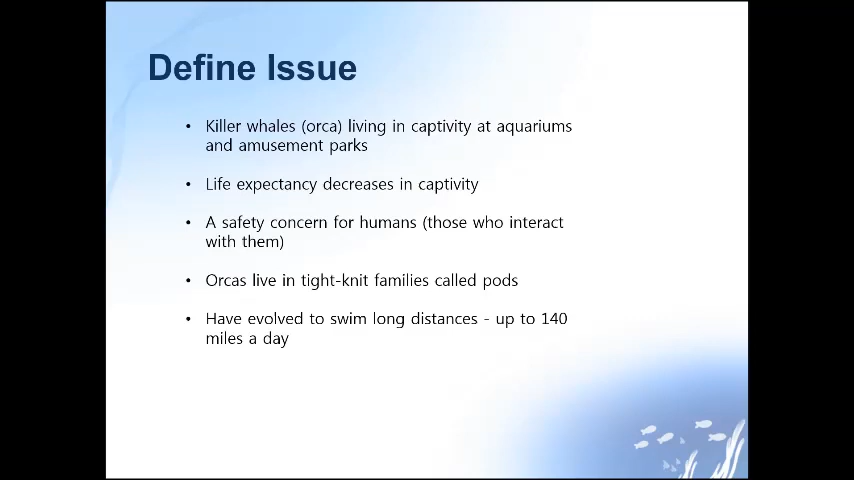 Define Issue
• Killer whales (orca) living in captivity at aquariums
and amusement parks
• Life expectancy decreases in captivity
• A safety concern for humans (those who interact
with them)
• Orcas live in tight-knit families called pods
• Have evolved to swim long distances - up to 140
miles a day